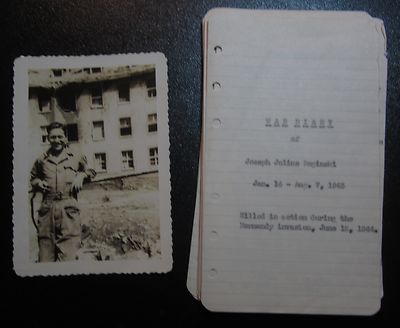 WAR DIARY
of
Joseph Julius
Jan. 16 - Aug. 7, 1943
Killed in action during the
Normandy invasion, June 12, 1944.